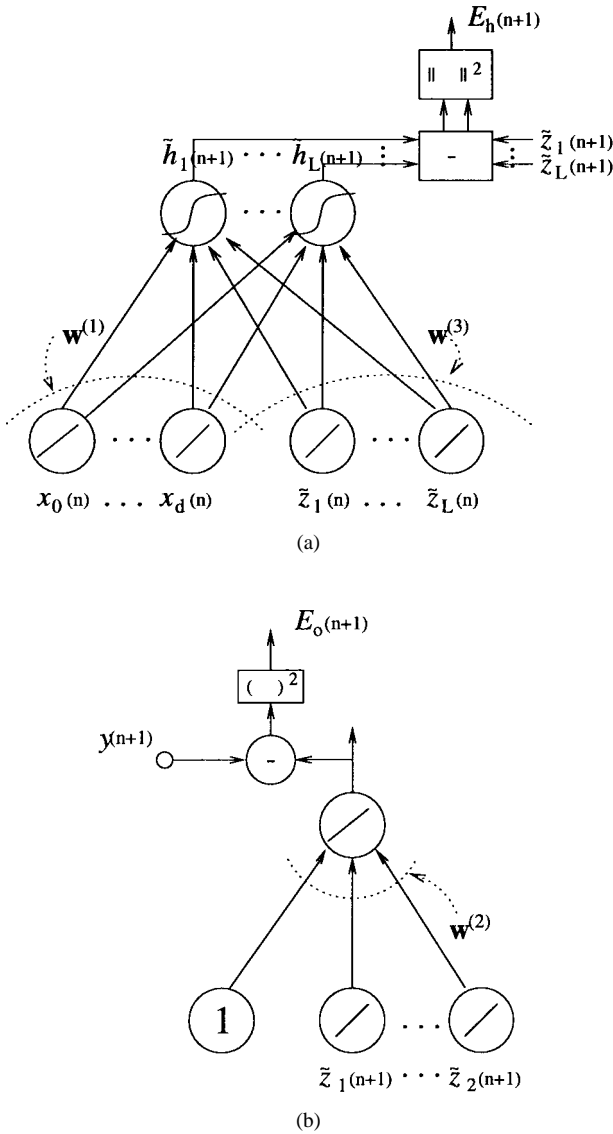 E_h(n+1)
‖ ‖²
h̃_1(n+1) · · · h̃_L(n+1)
-
z̃_1(n+1)
z̃_L(n+1)
w^(1)
w^(3)
x_0(n) . . . x_d(n) z̃_1(n) . . . z̃_L(n)
(a)
E_o(n+1)
( )²
y(n+1)
-
w^(2)
1
z̃_1(n+1) · · · z̃_2(n+1)
(b)